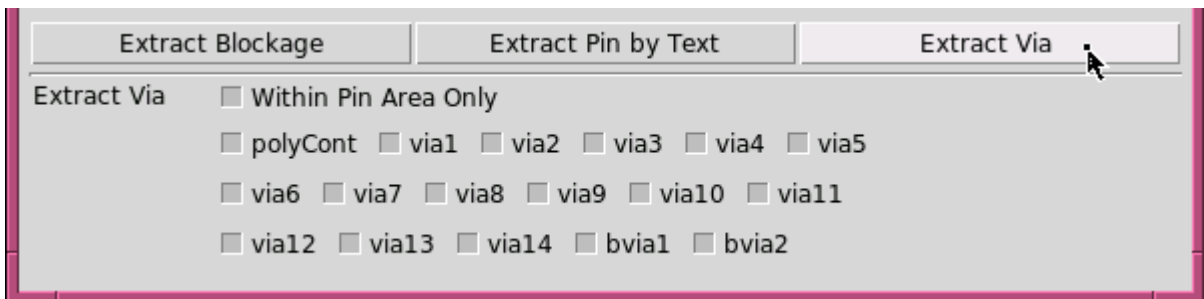 Extract Blockage Extract Pin by Text Extract Via
Extract Via Within Pin Area Only
polyCont via1 via2 via3 via4 via5
via6 via7 via8 via9 via10 via11
via12 via13 via14 bvia1 bvia2